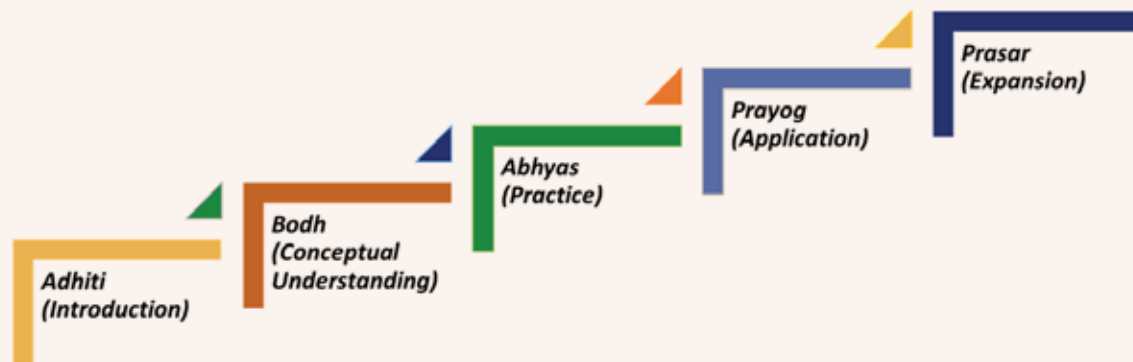 Adhiti
(Introduction)
Bodh
(Conceptual
Understanding)
Abhyas
(Practice)
Prayog
(Application)
Prasar
(Expansion)